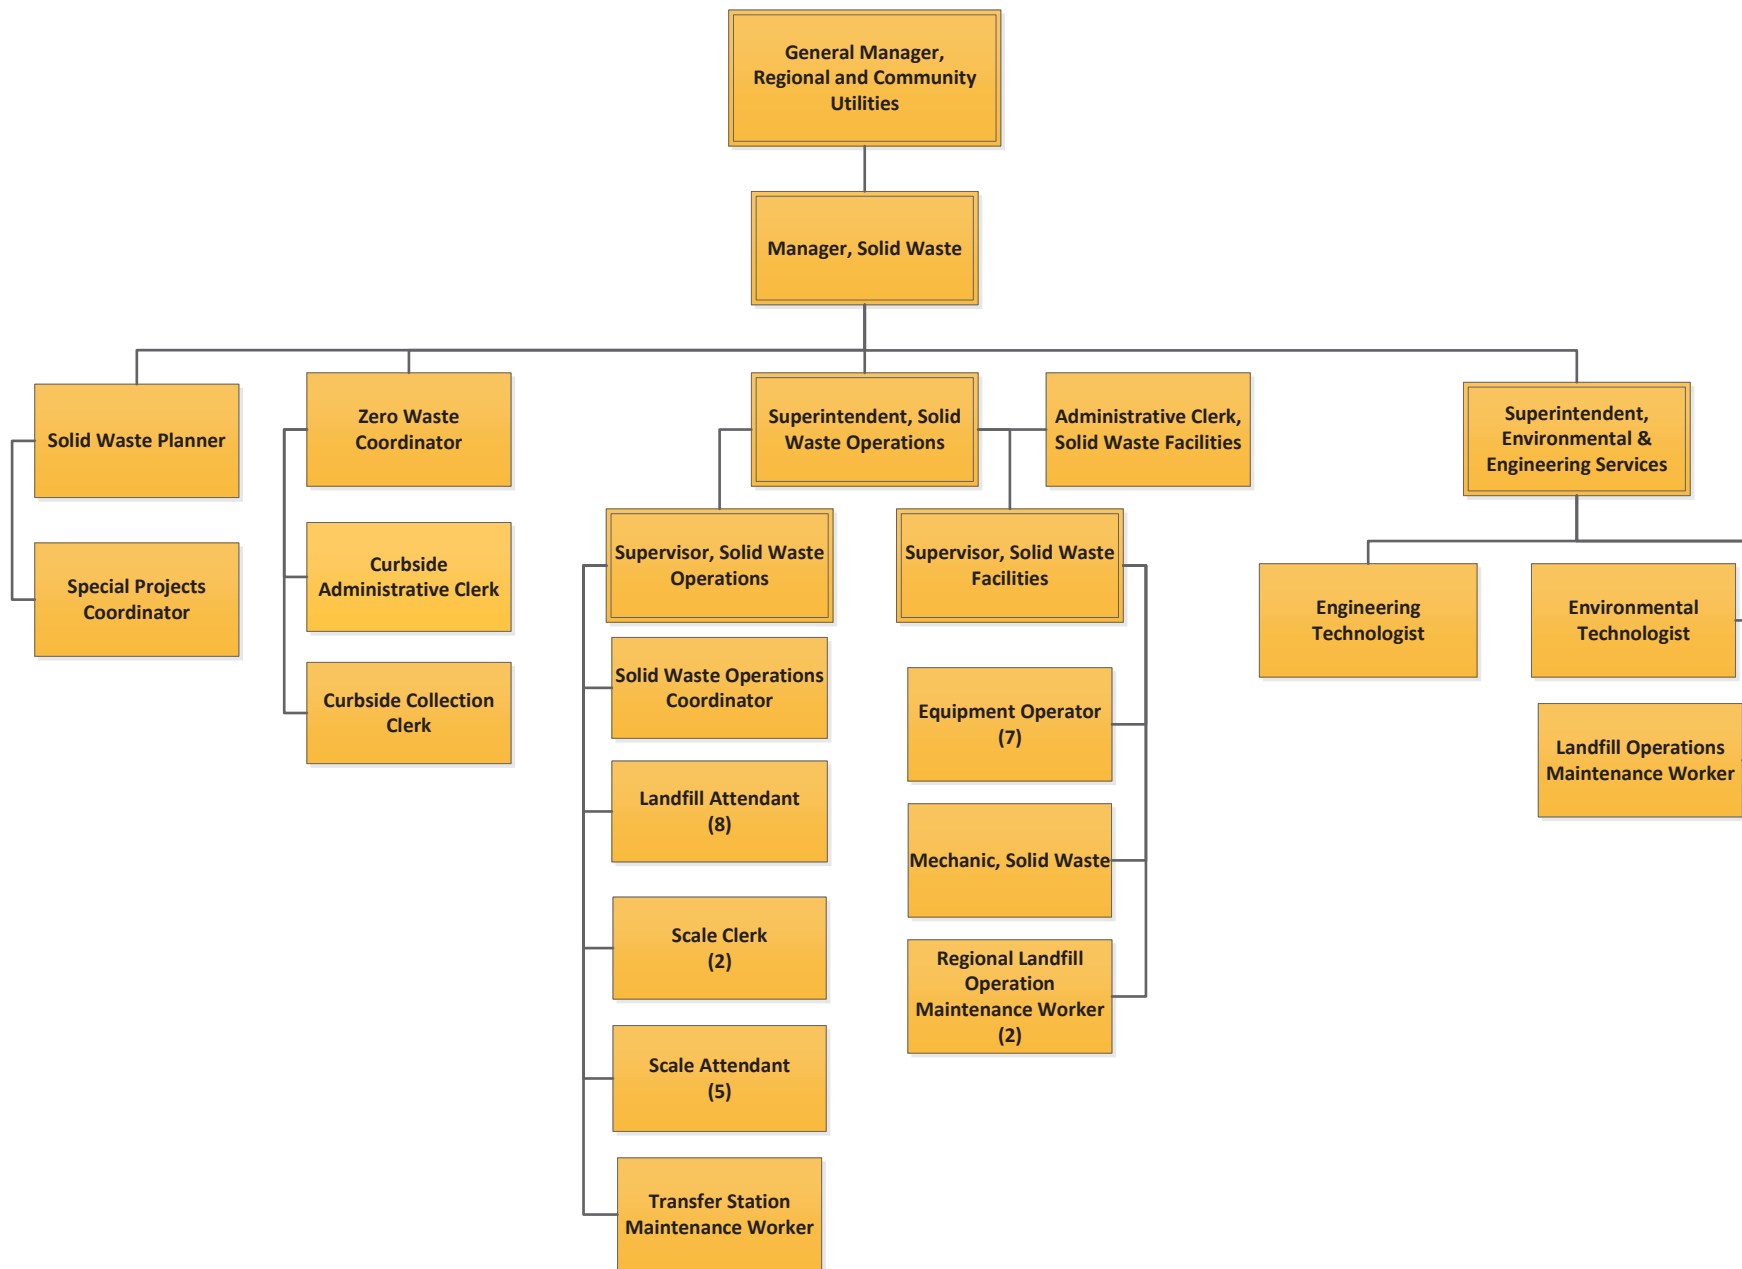 General Manager,
Regional and Community
Utilities
Manager, Solid Waste
Solid Waste Planner
Zero Waste
Coordinator
Superintendent, Solid
Waste Operations
Administrative Clerk,
Solid Waste Facilities
Superintendent,
Environmental &
Engineering Services
Special Projects
Coordinator
Curbside
Administrative Clerk
Curbside Collection
Clerk
Supervisor, Solid Waste
Operations
Supervisor, Solid Waste
Facilities
Solid Waste Operations
Coordinator
Landfill Attendant
(8)
Scale Clerk
(2)
Scale Attendant
(5)
Transfer Station
Maintenance Worker
Equipment Operator
(7)
Mechanic, Solid Waste
Regional Landfill
Operation
Maintenance Worker
(2)
Engineering
Technologist
Environmental
Technologist
Landfill Operations
Maintenance Worker